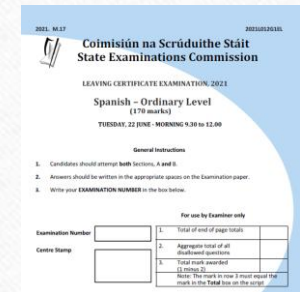 2021. M.17
2021L012G1EL
Coimisiún na Scrúduithe Stáit
State Examinations Commission
LEAVING CERTIFICATE EXAMINATION, 2021
Spanish – Ordinary Level
(170 marks)
TUESDAY, 22 JUNE - MORNING 9.30 to 12.00
General Instructions
1. Candidates should attempt both Sections, A and B.
2. Answers should be written in the appropriate spaces on the Examination paper.
3. Write your EXAMINATION NUMBER in the box below.
For use by Examiner only
Examination Number
Centre Stamp
1. Total of end of page totals
2. Aggregate total of all
disallowed questions
3. Total mark awarded
(1 minus 2)
Note: The mark in row 3 must equal the
mark in the Total box on the script